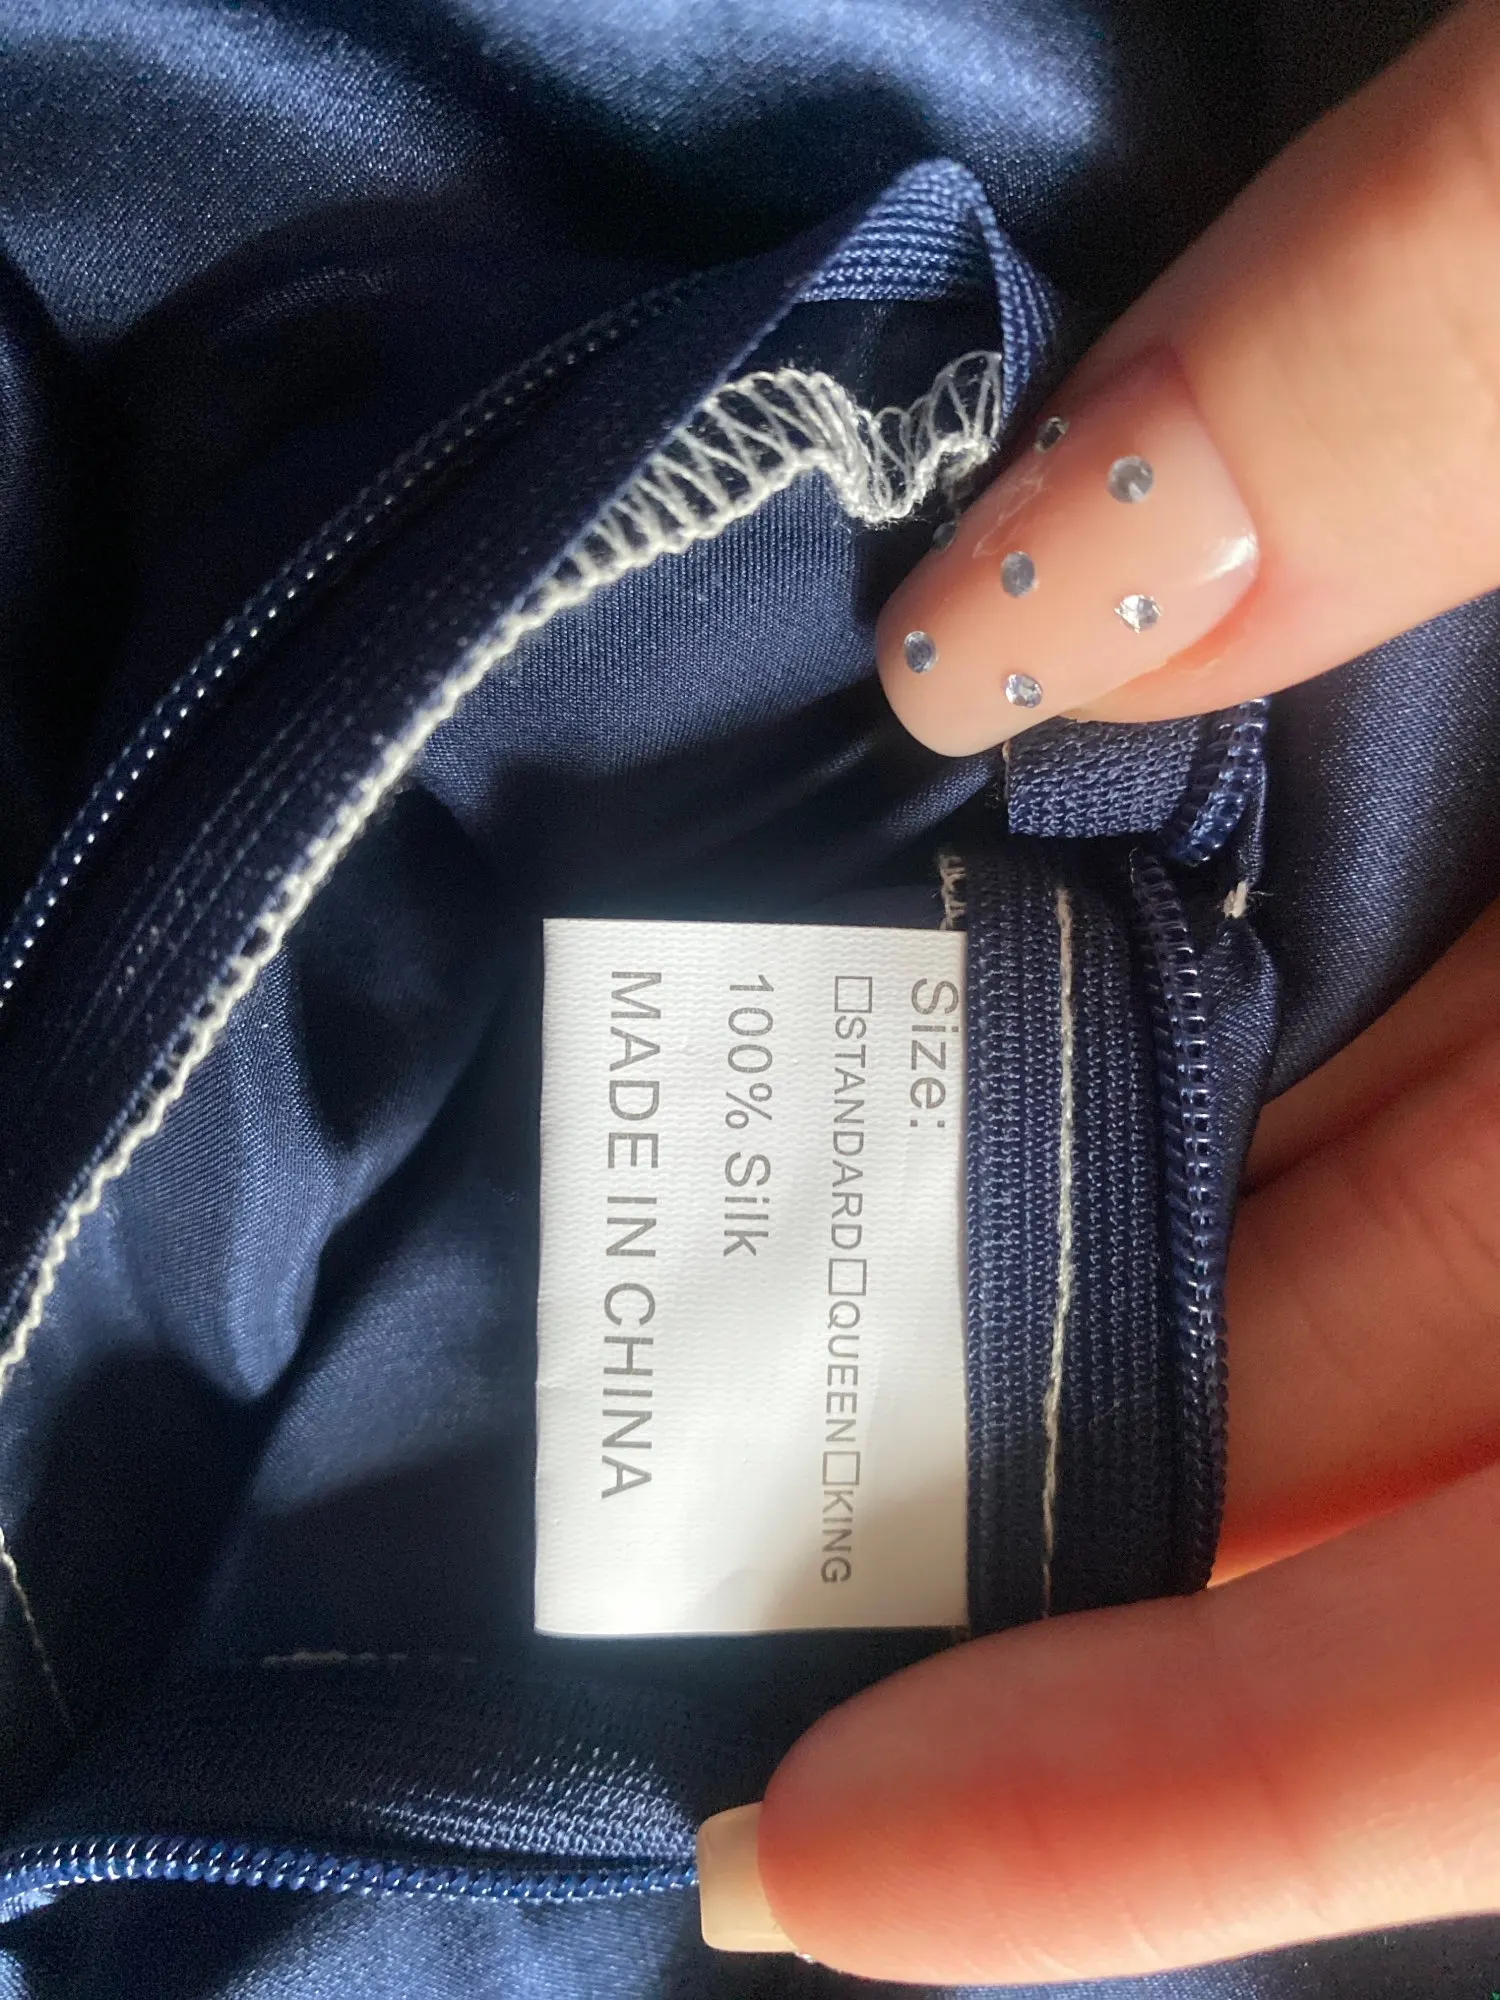 Size:
□STANDARD□QUEEN□KING
100% Silk
MADE IN CHINA